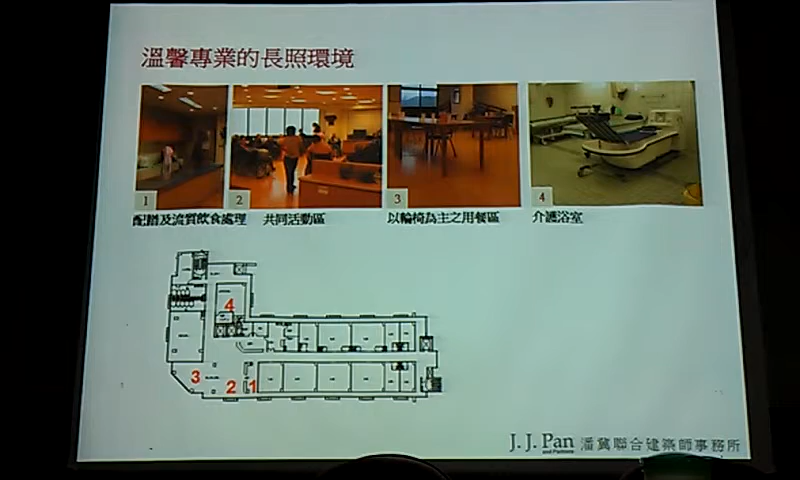 溫馨專業的長照環境
1
2
3
4
配膳及流質飲食處理
共同活動區
以輪椅為主之用餐區
介護浴室
4
3
2
1
J. J. Pan
and Partners
潘冀聯合建築師事務所